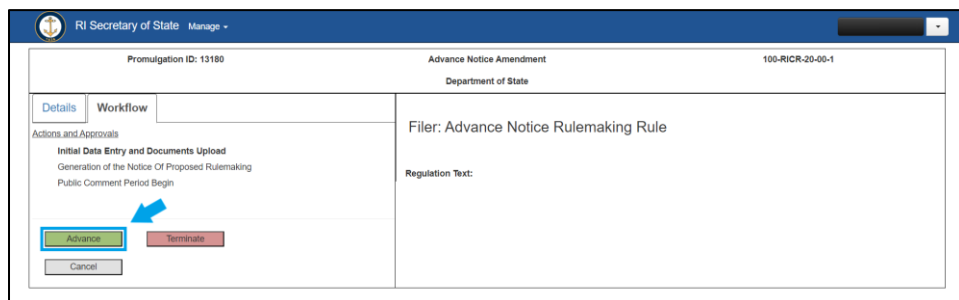 RI Secretary of State Manage
Promulgation ID: 13180
Advance Notice Amendment
100-RICR-20-00-1
Department of State
Details Workflow
Actions and Approvals
Initial Data Entry and Documents Upload
Generation of the Notice Of Proposed Rulemaking
Public Comment Period Begin
Advance Terminate
Cancel
Filer: Advance Notice Rulemaking Rule
Regulation Text: